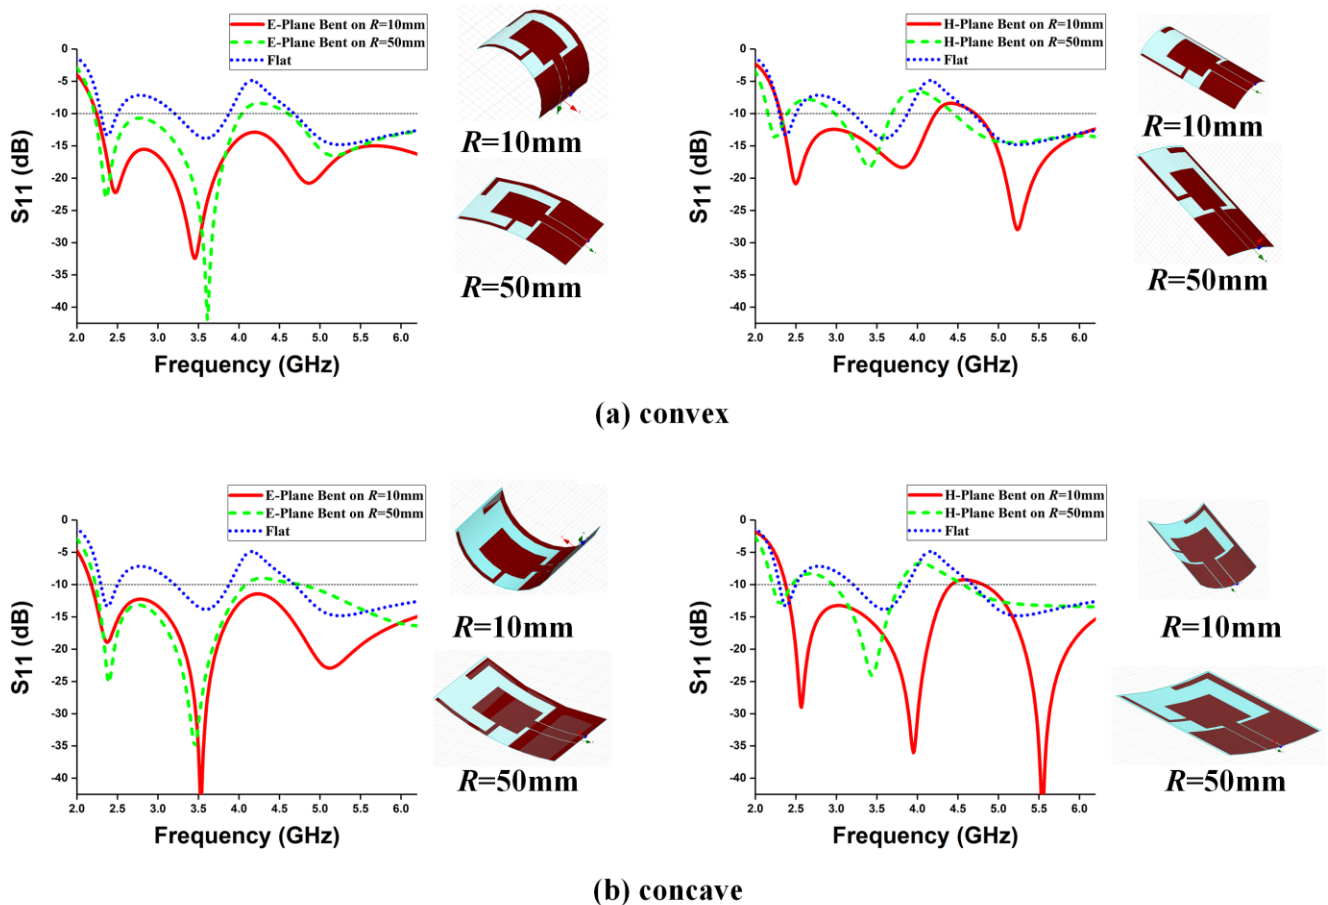 E-Plane Bent on R=10mm
E-Plane Bent on R=50mm
Flat
0
-5
-10
-15
-20
-25
-30
-35
-40
S11 (dB)
2.0 2.5 3.0 3.5 4.0 4.5 5.0 5.5 6.0
Frequency (GHz)
R=10mm
R=50mm
H-Plane Bent on R=10mm
H-Plane Bent on R=50mm
Flat
0
-5
-10
-15
-20
-25
-30
-35
-40
S11 (dB)
2.0 2.5 3.0 3.5 4.0 4.5 5.0 5.5 6.0
Frequency (GHz)
R=10mm
R=50mm
(a) convex
E-Plane Bent on R=10mm
E-Plane Bent on R=50mm
Flat
0
-5
-10
-15
-20
-25
-30
-35
-40
S11 (dB)
2.0 2.5 3.0 3.5 4.0 4.5 5.0 5.5 6.0
Frequency (GHz)
R=10mm
R=50mm
H-Plane Bent on R=10mm
H-Plane Bent on R=50mm
Flat
0
-5
-10
-15
-20
-25
-30
-35
-40
S11 (dB)
2.0 2.5 3.0 3.5 4.0 4.5 5.0 5.5 6.0
Frequency (GHz)
R=10mm
R=50mm
(b) concave